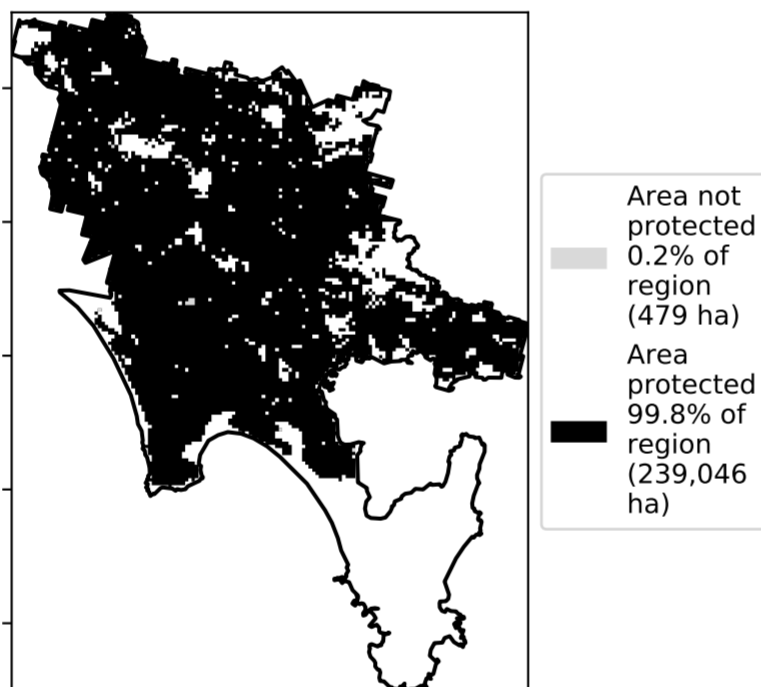 Area not
protected
0.2% of
region
(479 ha)
Area
protected
99.8% of
region
(239,046
ha)